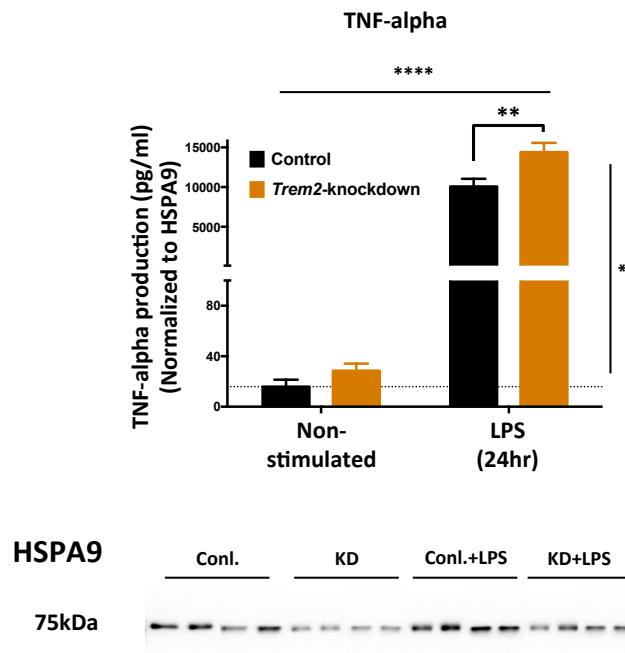 TNF-alpha
****
**
TNF-alpha production (pg/ml)
(Normalized to HSPA9)
15000
10000
5000
80
40
0
Control
Trem2-knockdown
*
Non-
stimulated
LPS
(24hr)
HSPA9
Conl.
KD
Conl.+LPS
KD+LPS
75kDa